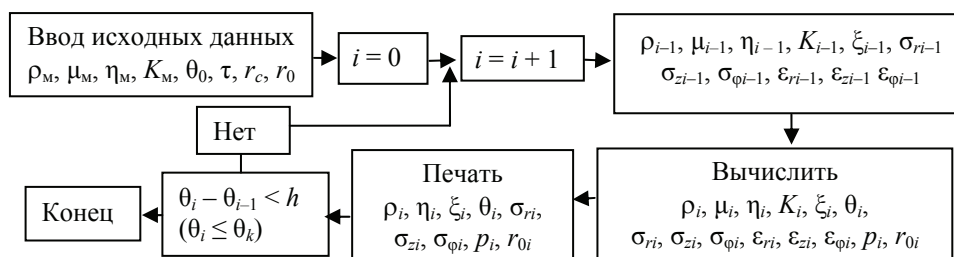 Ввод исходных данных
ρм, μм, ηм, Kм, θ0, τ, rc, r0
i = 0
i = i + 1
ρi–1, μi–1, ηi – 1, Ki–1, ξi-1, σri–1
σzi–1, σφi–1, εri–1, εzi–1 εφi–1
Вычислить
ρi, μi, ηi, Ki, ξi, θi,
σri, σzi, σφi, εri, εzi, εφi, pi, r0i
Печать
ρi, ηi, ξi, θi, σri,
σzi, σφi, pi, r0i
θi – θi–1 < h
(θi ≤ θk)
Нет
Конец